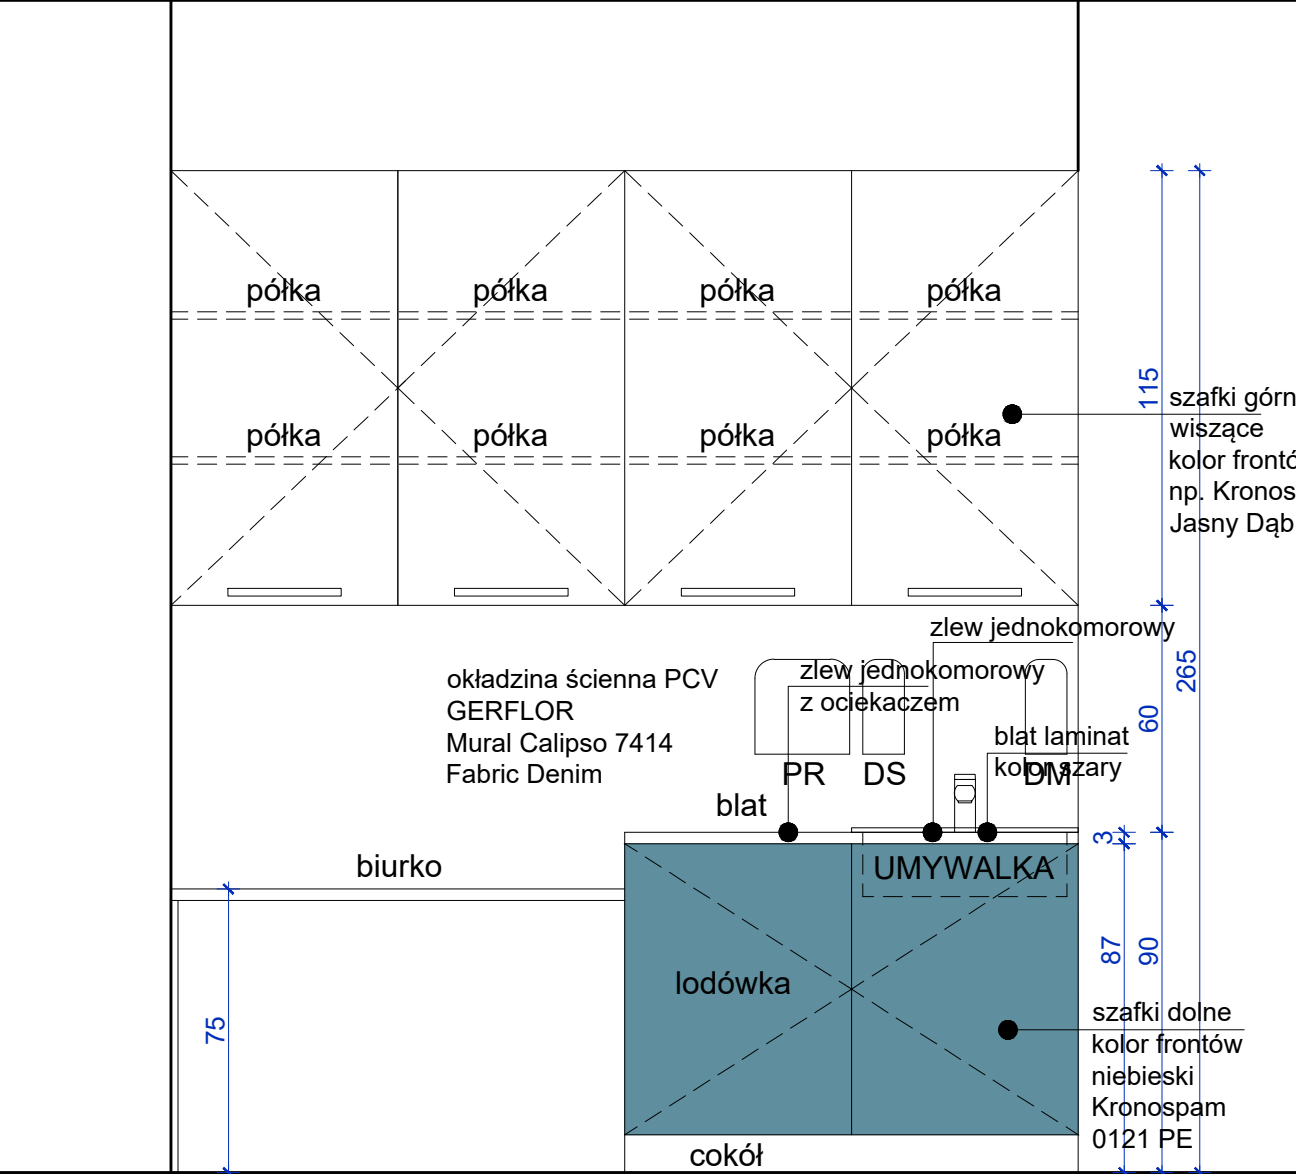 półka półka półka półka
115
szafki górn
wiszące
kolor frontó
np. Kronos
Jasny Dąb
półka półka półka półka
zlew jednokomorowy
265
okładzina ścienna PCV
GERFLOR
Mural Calipso 7414
Fabric Denim
zlew jednokomorowy
z ociekaczem
60
blat laminat
kolor szary
PR DS DM
blat
3
biurko
UMYWALKA
87 90
lodówka
75
szafki dolne
kolor frontów
niebieski
Kronospam
0121 PE
cokół